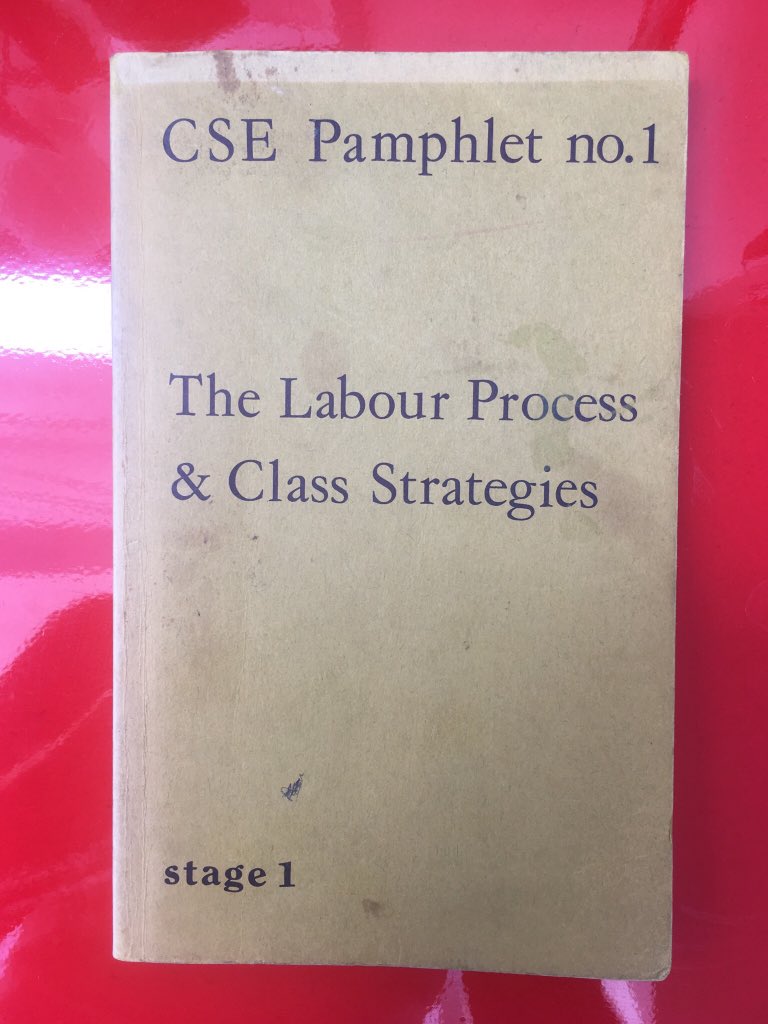 CSE Pamphlet no.1
The Labour Process
& Class Strategies
stage 1